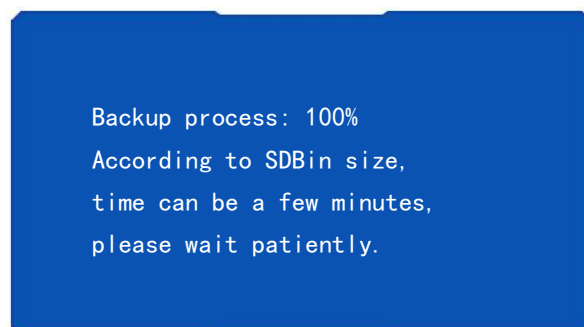 Backup process: 100%
According to SDBin size,
time can be a few minutes,
please wait patiently.